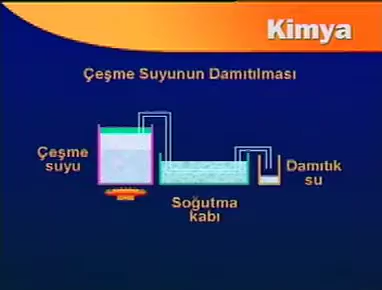 Kimya
Çeşme Suyunun Damıtılması
Çeşme
suyu
Damıtık
su
Soğutma
kabı